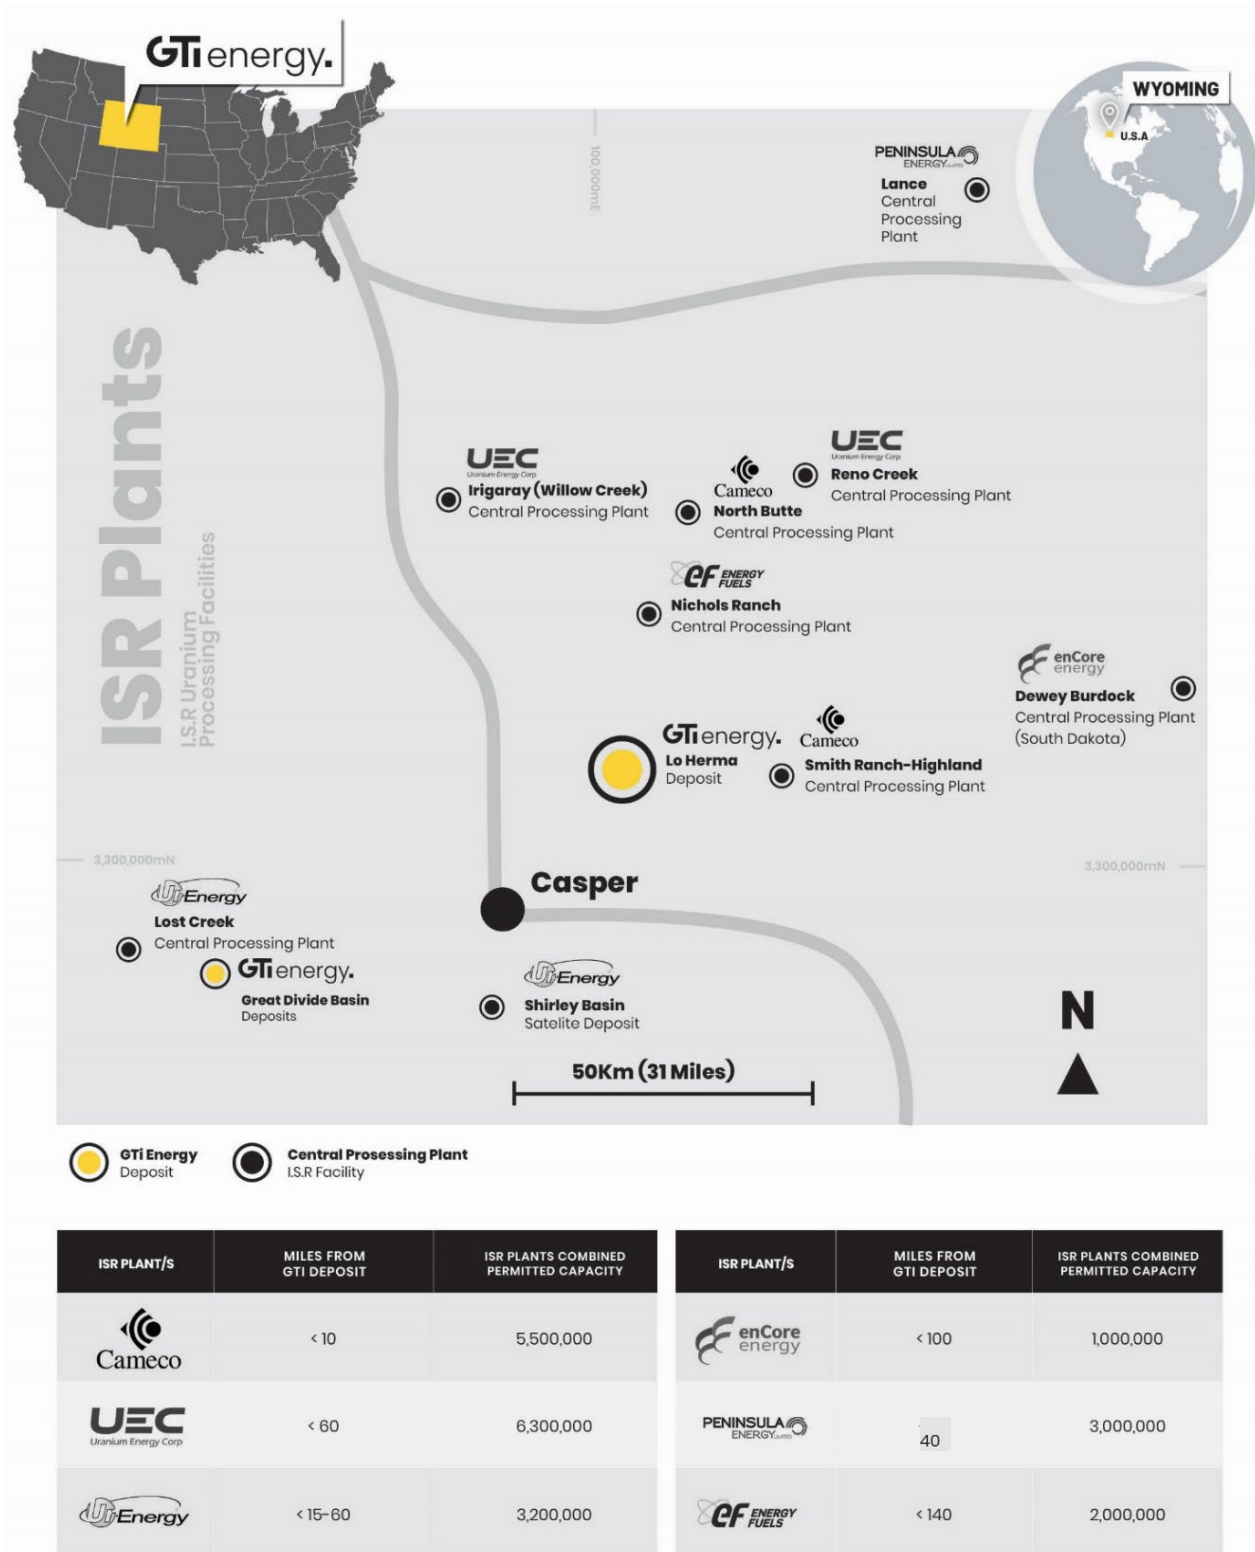 GTi energy.
WYOMING
U.S.A
100,000mE
PENINSULA
ENERGY LIMITED
Lance
Central
Processing
Plant
ISR Plants
I.S.R Uranium
Processing Facilities
UEC
Uranium Energy Corp
Irigaray (Willow Creek)
Central Processing Plant
Cameco
North Butte
Central Processing Plant
UEC
Uranium Energy Corp
Reno Creek
Central Processing Plant
eF ENERGY
FUELS
Nichols Ranch
Central Processing Plant
enCore
energy
Dewey Burdock
Central Processing Plant
(South Dakota)
GTi energy.
Lo Herma
Deposit
Cameco
Smith Ranch-Highland
Central Processing Plant
3,300,000mN
3,300,000mN
Casper
Ur Energy
Lost Creek
Central Processing Plant
GTi energy.
Great Divide Basin
Deposits
Ur Energy
Shirley Basin
Satelite Deposit
N
50Km (31 Miles)
GTi Energy
Deposit
Central Prosessing Plant
I.S.R Facility
ISR PLANT/S MILES FROM GTI DEPOSIT ISR PLANTS COMBINED PERMITTED CAPACITY
Cameco < 10 5,500,000
UEC Uranium Energy Corp < 60 6,300,000
Ur Energy < 15-60 3,200,000
ISR PLANT/S MILES FROM GTI DEPOSIT ISR PLANTS COMBINED PERMITTED CAPACITY
enCore energy < 100 1,000,000
PENINSULA ENERGY LIMITED 40 3,000,000
eF ENERGY FUELS < 140 2,000,000